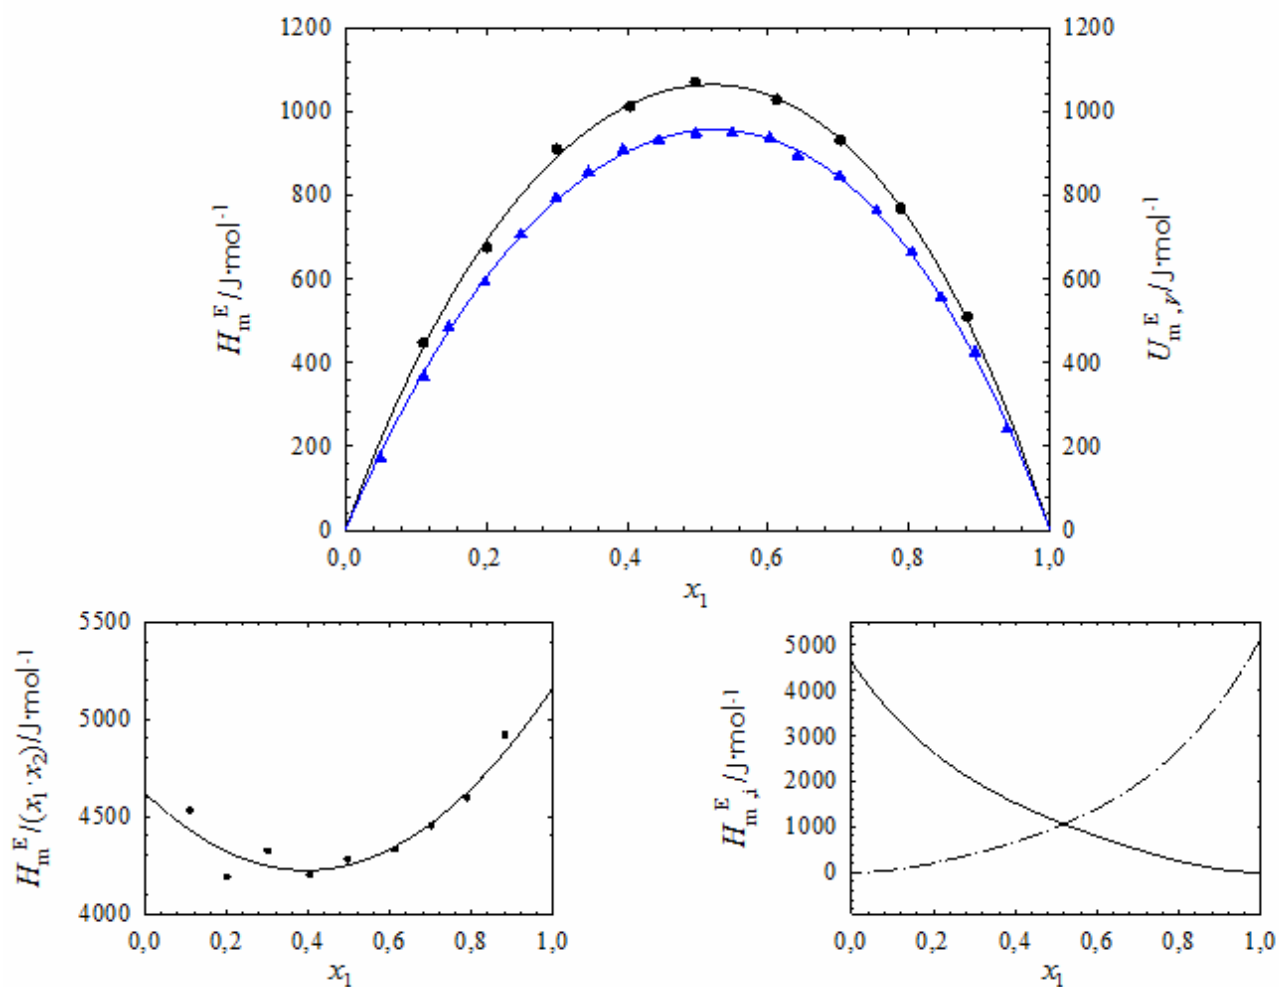 1200
1000
800
600
400
200
0
H_m^E/J·mol^-1
1200
1000
800
600
400
200
0
U_m,V^E/J·mol^-1
0,0 0,2 0,4 0,6 0,8 1,0
x_1
5500
5000
4500
4000
H_m^E/(x_1·x_2)/J·mol^-1
0,0 0,2 0,4 0,6 0,8 1,0
x_1
5000
4000
3000
2000
1000
0
H_m,i^E/J·mol^-1
0,0 0,2 0,4 0,6 0,8 1,0
x_1